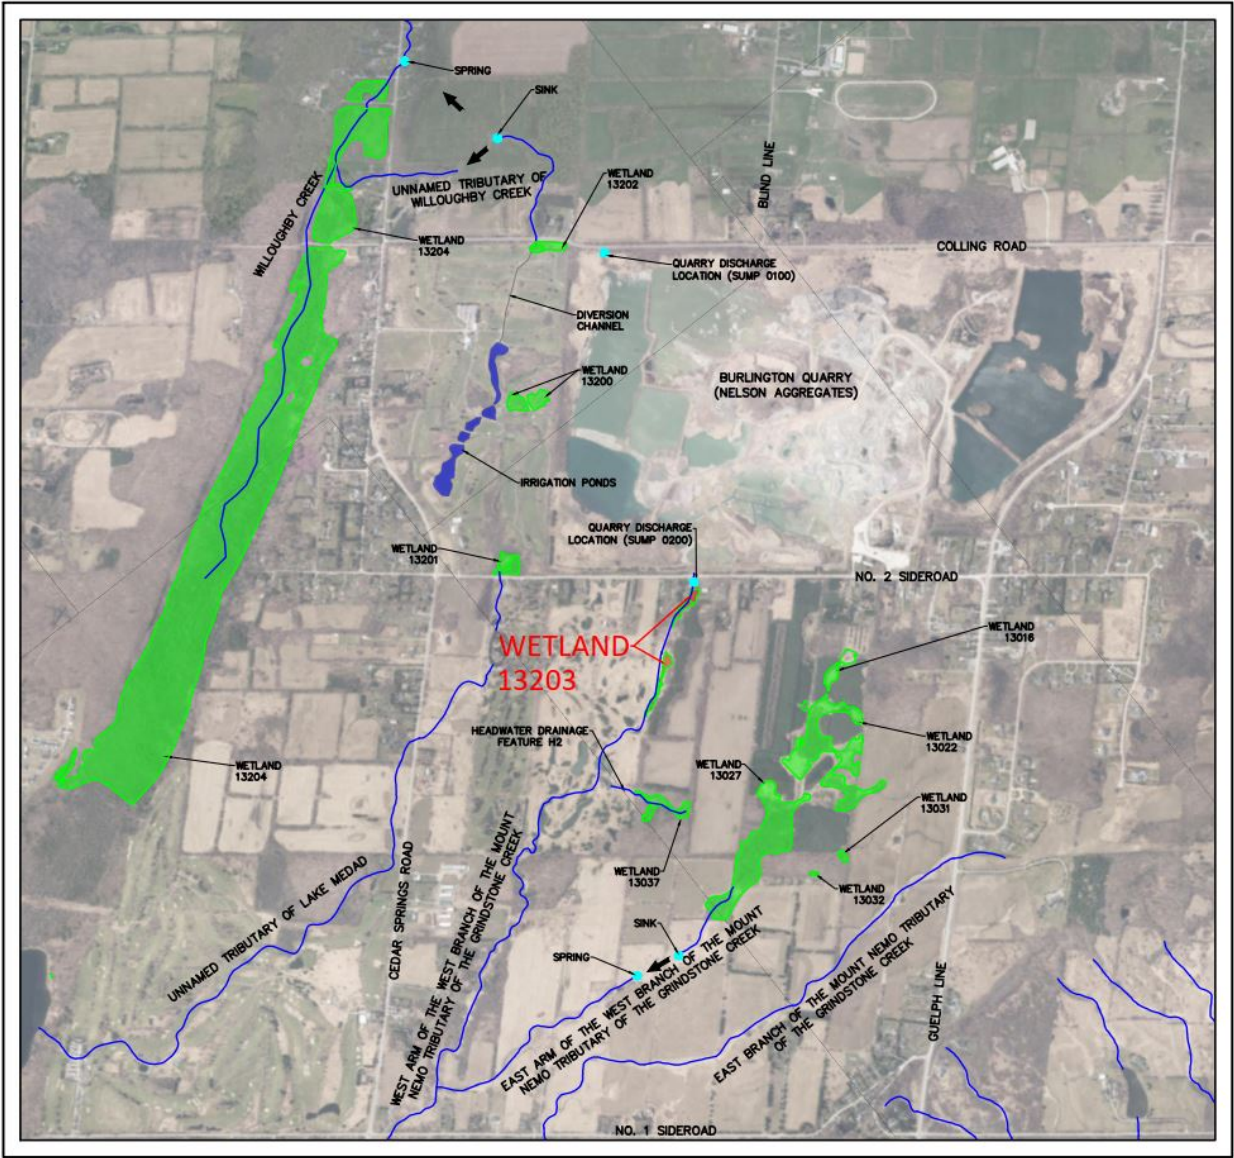 SPRING
SINK
UNNAMED TRIBUTARY OF
WILLOUGHBY CREEK
WETLAND
13202
BLIND LINE
WILLOUGHBY CREEK
WETLAND
13204
COLLING ROAD
QUARRY DISCHARGE
LOCATION (SUMP 0100)
DIVERSION
CHANNEL
WETLAND
13200
BURLINGTON QUARRY
(NELSON AGGREGATES)
IRRIGATION PONDS
QUARRY DISCHARGE
LOCATION (SUMP 0200)
WETLAND
13201
NO. 2 SIDEROAD
WETLAND
13203
WETLAND
13016
HEADWATER DRAINAGE
FEATURE H2
WETLAND
13022
WETLAND
13204
WETLAND
13027
WETLAND
13031
WETLAND
13037
WETLAND
13032
UNNAMED TRIBUTARY OF LAKE MEDAD
CEDAR SPRINGS ROAD
WEST ARM OF THE WEST BRANCH OF THE MOUNT
NEMO TRIBUTARY OF THE GRINDSTONE CREEK
SINK
SPRING
EAST ARM OF THE WEST BRANCH OF THE MOUNT
NEMO TRIBUTARY OF THE GRINDSTONE CREEK
EAST BRANCH OF THE MOUNT NEMO TRIBUTARY
OF THE GRINDSTONE CREEK
GUELPH LINE
NO. 1 SIDEROAD